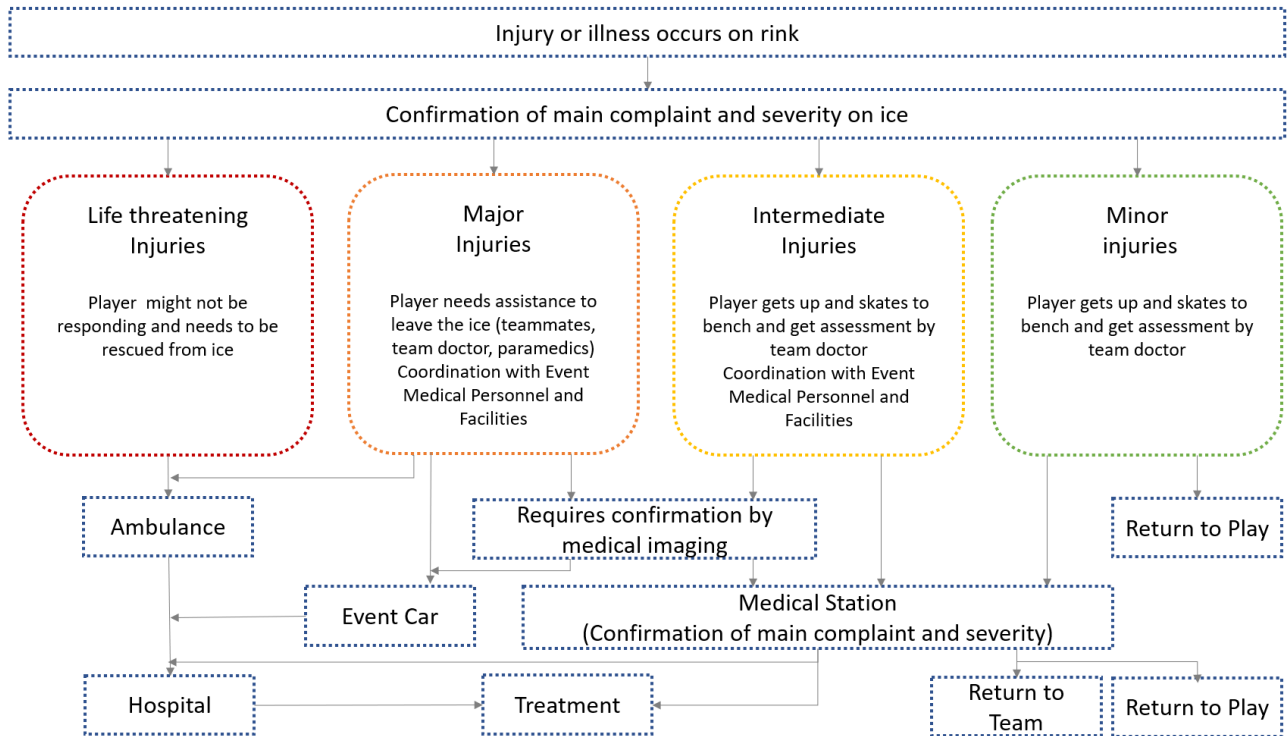 Injury or illness occurs on rink
Confirmation of main complaint and severity on ice
Life threatening
Injuries
Player  might not be
responding and needs to be
rescued from ice
Major
Injuries
Player needs assistance to
leave the ice (teammates,
team doctor, paramedics)
Coordination with Event
Medical Personnel and
Facilities
Intermediate
Injuries
Player gets up and skates to
bench and get assessment by
team doctor
Coordination with Event
Medical Personnel and
Facilities
Minor
injuries
Player gets up and skates to
bench and get assessment by
team doctor
Ambulance
Requires confirmation by
medical imaging
Return to Play
Event Car
Medical Station
(Confirmation of main complaint and severity)
Hospital
Treatment
Return to
Team
Return to Play